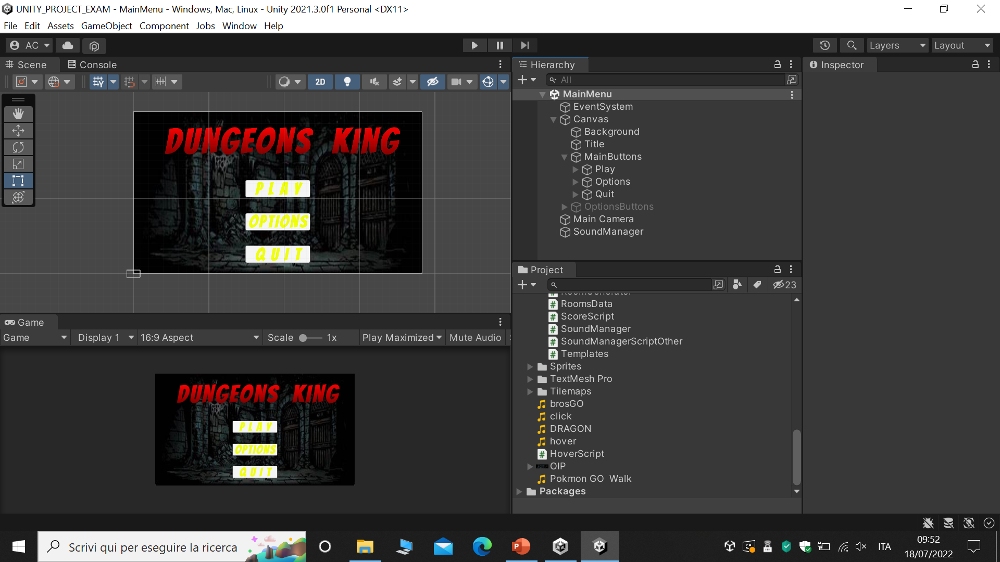 UNITY_PROJECT_EXAM - MainMenu - Windows, Mac, Linux - Unity 2021.3.0f1 Personal <DX11>
File Edit Assets GameObject Component Jobs Window Help
AC
Layers
Layout
Scene
Console
2D
DUNGEONS KING
PLAY
OPTIONS
QUIT
Hierarchy
All
MainMenu
EventSystem
Canvas
Background
Title
MainButtons
Play
Options
Quit
OptionsButtons
Main Camera
SoundManager
Inspector
Project
23
RoomGenerator
RoomsData
ScoreScript
SoundManager
SoundManagerScriptOther
Templates
Sprites
TextMesh Pro
Tilemaps
brosGO
click
DRAGON
hover
HoverScript
OIP
Pokmon GO Walk
Packages
Game
Game
Display 1
16:9 Aspect
Scale 1x
Play Maximized
Mute Audio
DUNGEONS KING
PLAY
OPTIONS
QUIT
Scrivi qui per eseguire la ricerca
ITA
09:52
18/07/2022